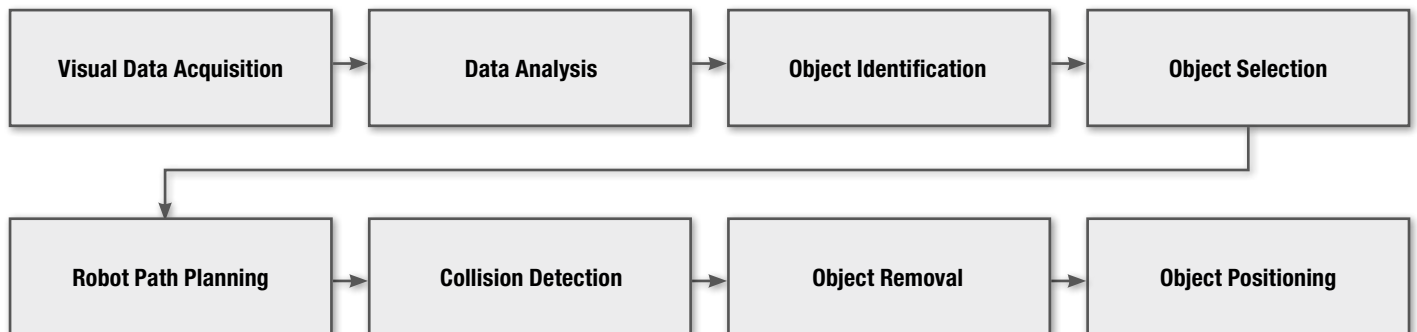 Visual Data Acquisition
Data Analysis
Object Identification
Object Selection
Robot Path Planning
Collision Detection
Object Removal
Object Positioning